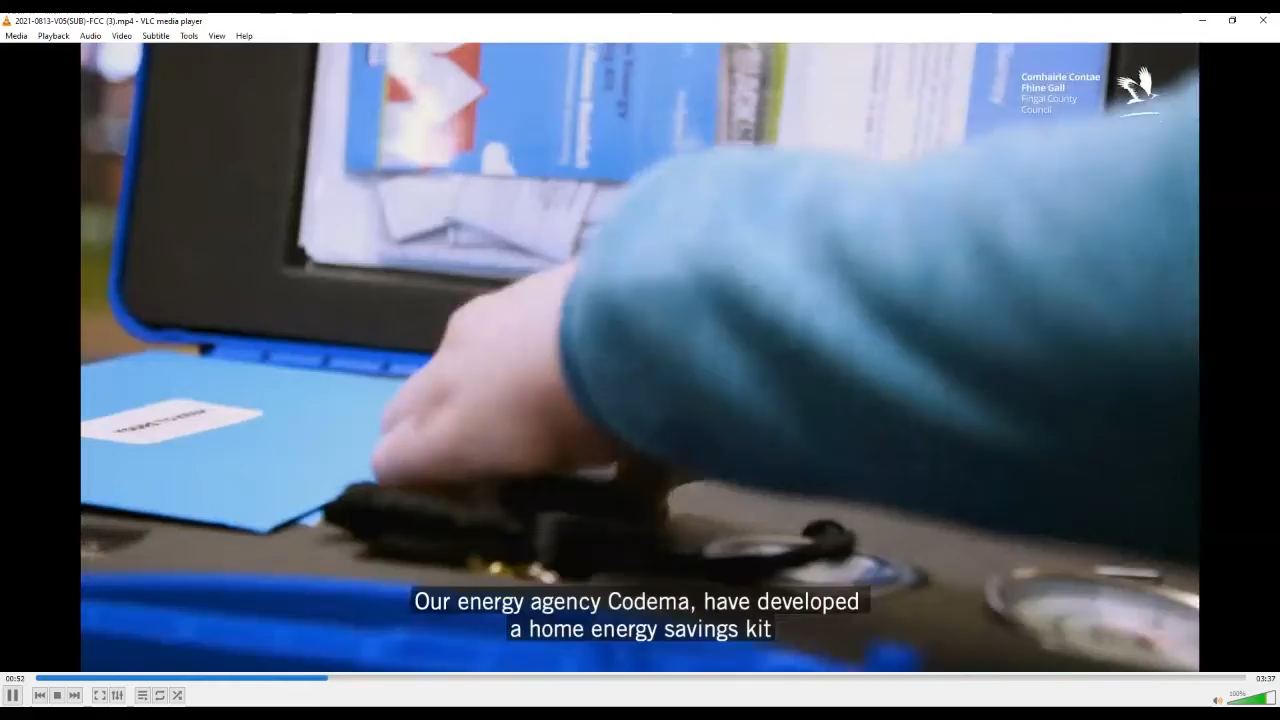 2021-0813-V05(SUB)-FCC (3).mp4 - VLC media player
Media Playback Audio Video Subtitle Tools View Help
Comhairle Contae
Fhine Gall
Fingal County
Council
Our energy agency Codema, have developed
a home energy savings kit
00:52
03:37
100%